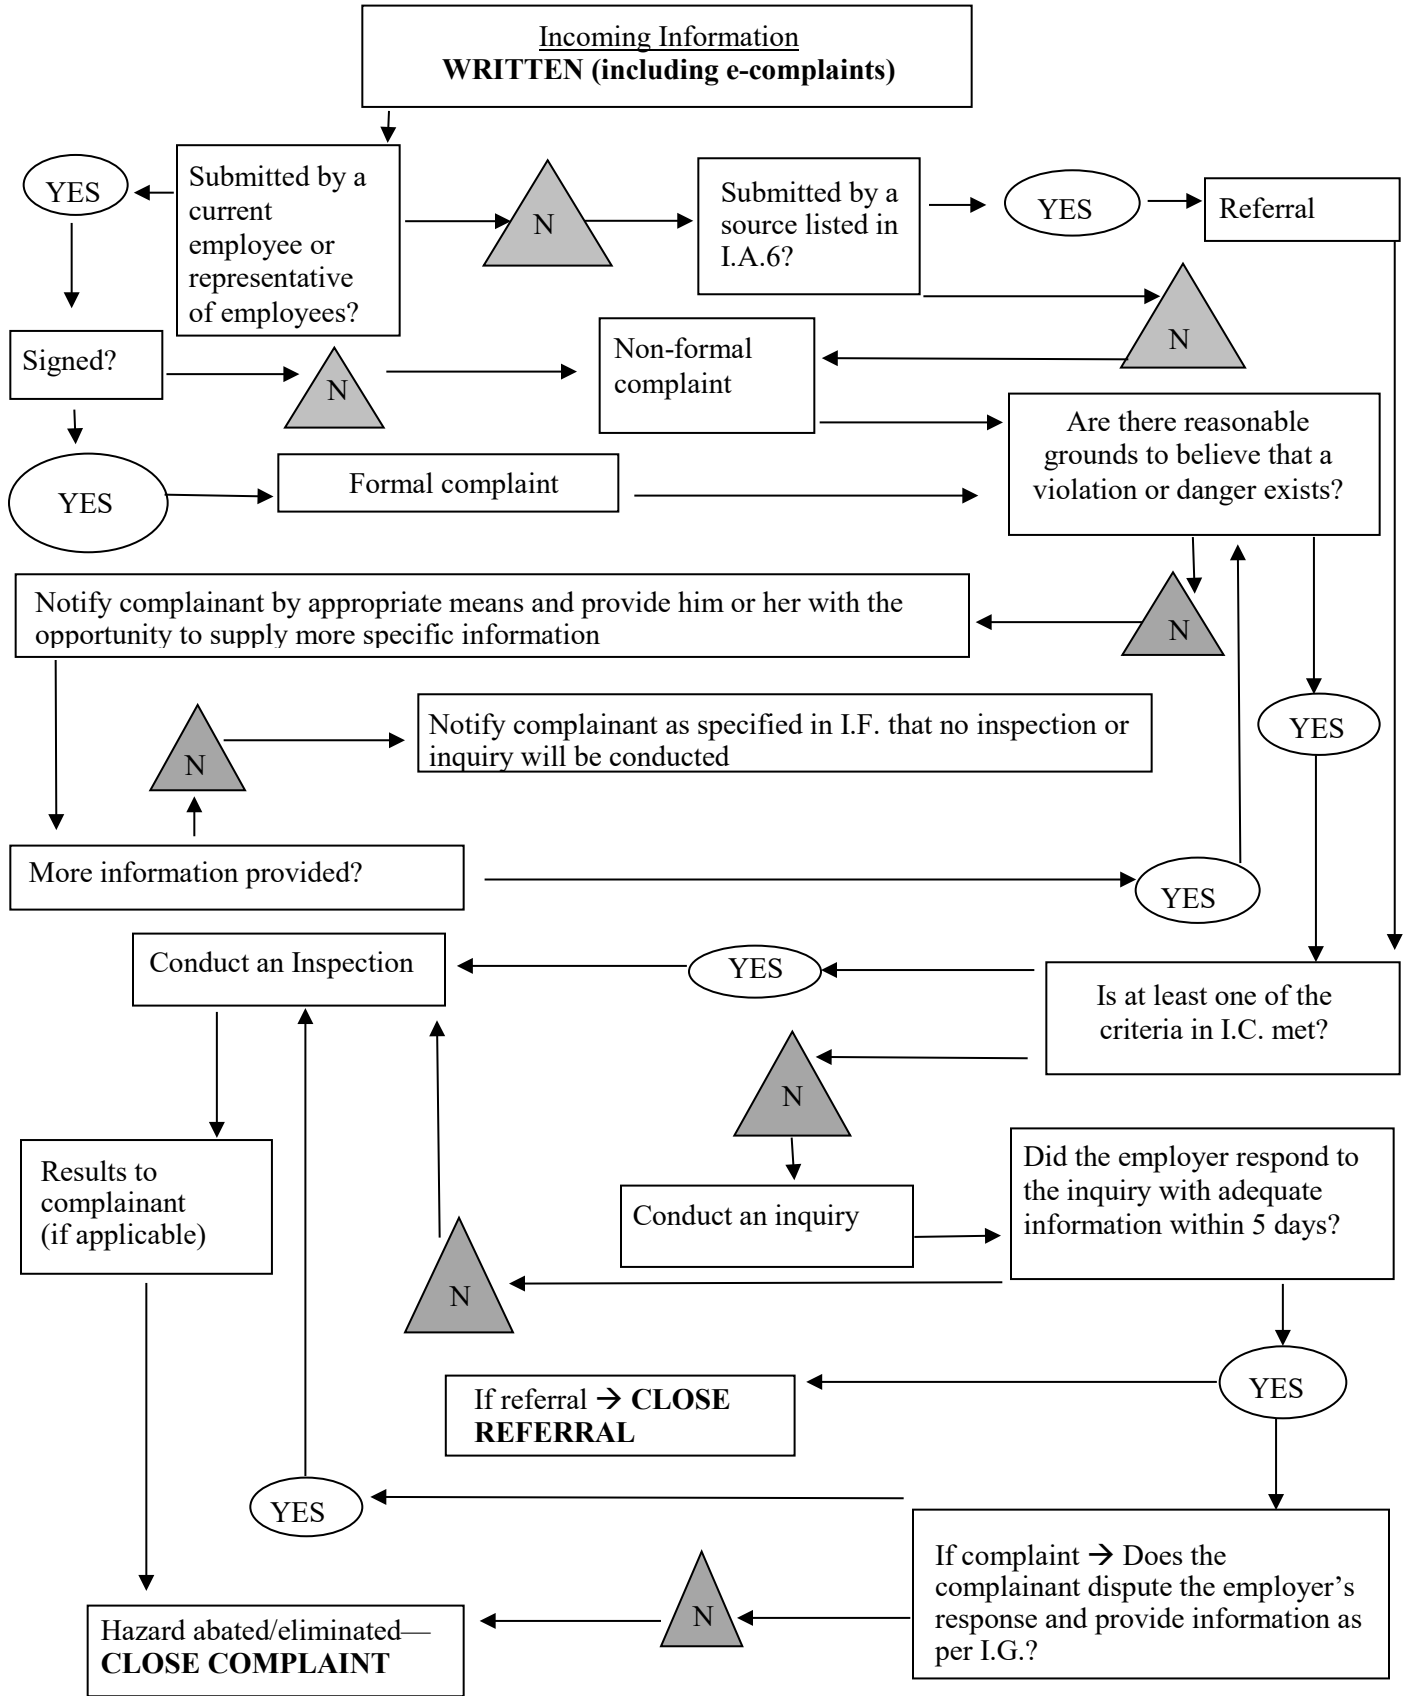 Incoming Information
WRITTEN (including e-complaints)
YES
Submitted by a
current
employee or
representative
of employees?
N
Submitted by a
source listed in
I.A.6?
YES
Referral
N
Signed?
N
Non-formal
complaint
Are there reasonable
grounds to believe that a
violation or danger exists?
YES
Formal complaint
Notify complainant by appropriate means and provide him or her with the
opportunity to supply more specific information
N
N
Notify complainant as specified in I.F. that no inspection or
inquiry will be conducted
YES
More information provided?
YES
Conduct an Inspection
YES
Is at least one of the
criteria in I.C. met?
N
Results to
complainant
(if applicable)
Conduct an inquiry
Did the employer respond to
the inquiry with adequate
information within 5 days?
N
If referral → CLOSE
REFERRAL
YES
YES
If complaint → Does the
complainant dispute the employer’s
response and provide information as
per I.G.?
N
Hazard abated/eliminated—
CLOSE COMPLAINT